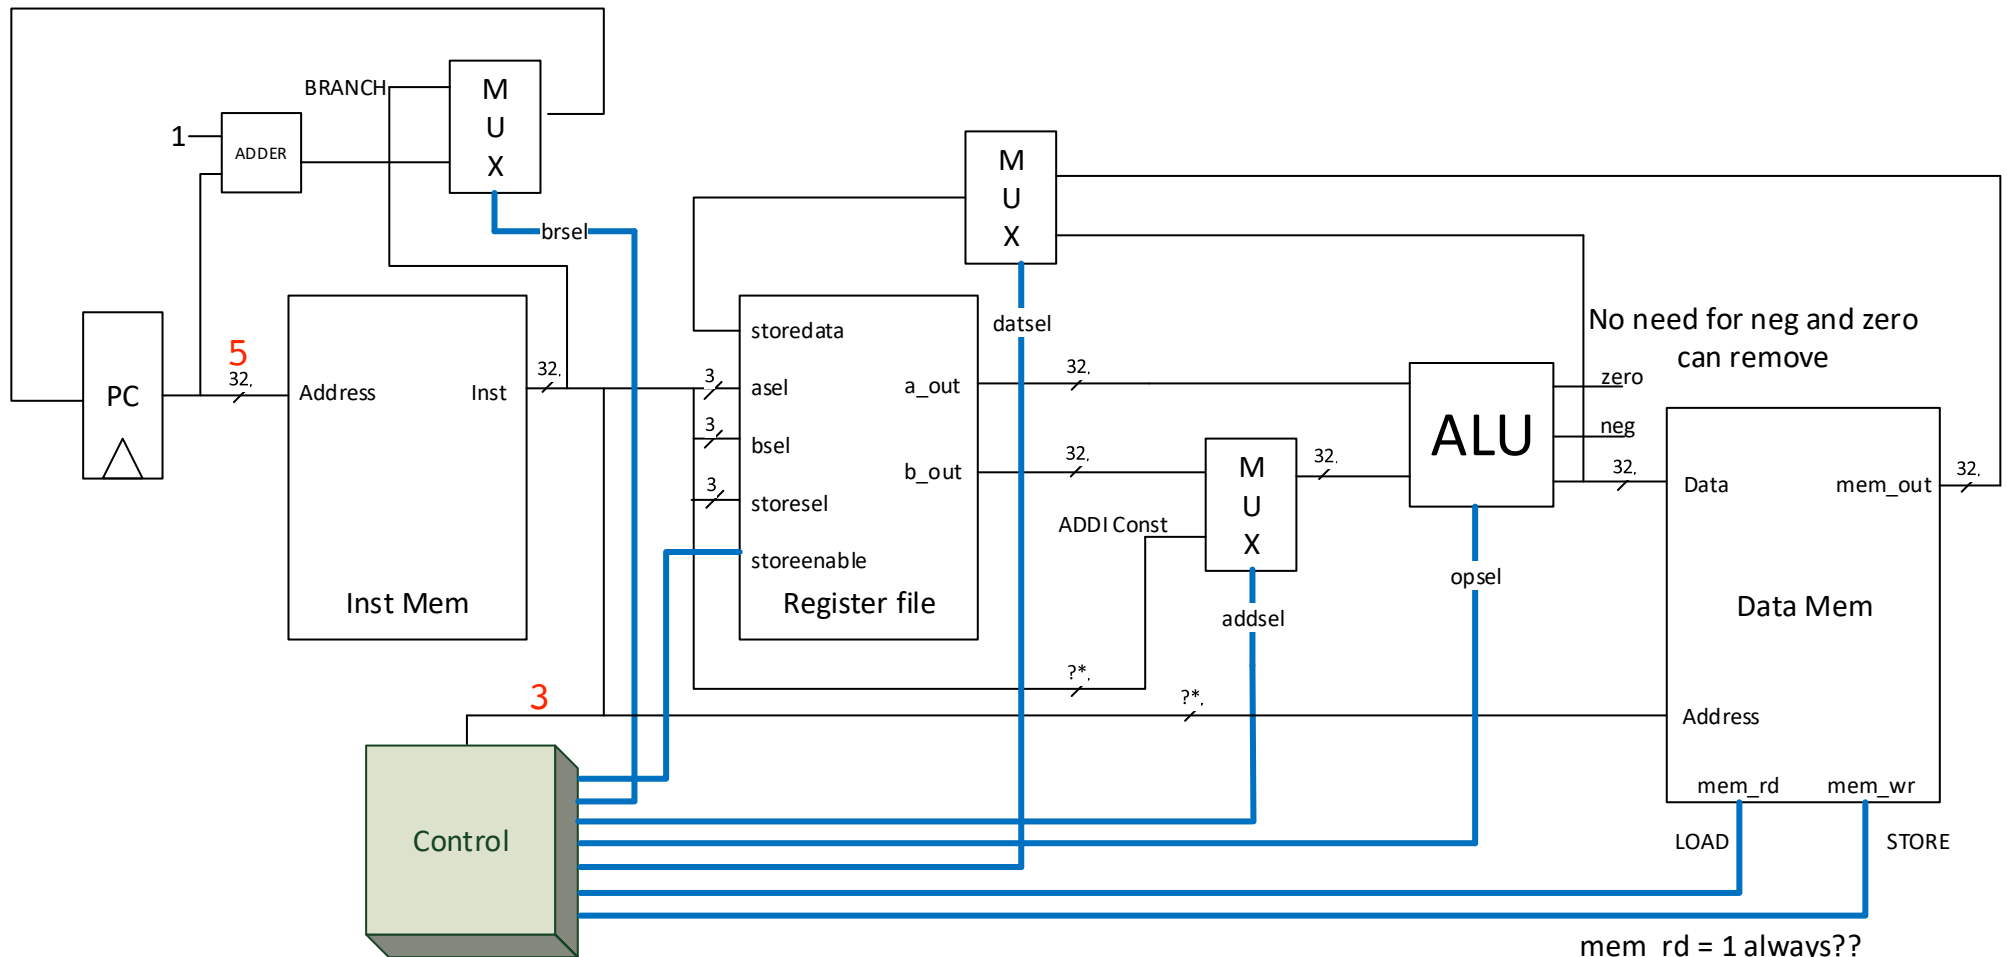 BRANCH
M
U
X
1
ADDER
brsel
M
U
X
datsel
No need for neg and zero
can remove
PC
5
32,
Address
Inst
Inst Mem
32,
storedata
3
asel
3
bsel
3
storesel
storeenable
a_out
b_out
Register file
32,
32,
M
U
X
ADDI Const
addsel
32,
ALU
zero
neg
32,
opsel
Data
mem_out
32,
Data Mem
Address
mem_rd
mem_wr
?*,
?*,
3
Control
LOAD
STORE
mem rd = 1 always??